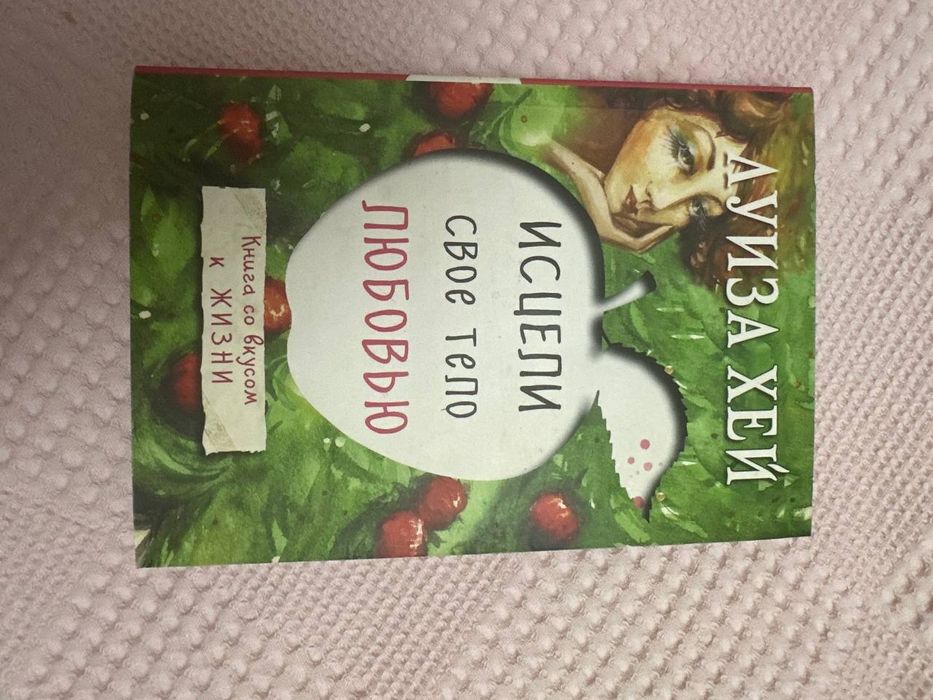 ЛУИЗА ХЕЙ
ИСЦЕЛИ
СВОЕ ТЕЛО
ЛЮБОВЬЮ
Книга со вкусом
к ЖИЗНИ